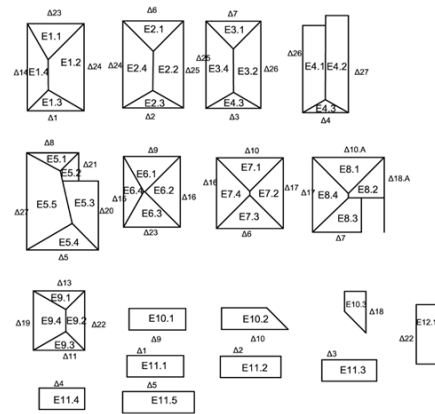 Δ23 Δ6 Δ7
E1.1 E2.1 E3.1
Δ14 E1.4 E1.2 Δ24 Δ24 E2.4 E2.2 Δ25 Δ25 E3.4 E3.2 Δ26 Δ26 E4.1 E4.2 Δ27
E1.3 E2.3 E4.3 E4.3
Δ1 Δ2 Δ3 Δ4
Δ8 Δ9 Δ10 Δ10.A
E5.1 Δ21 E6.1 E7.1 E8.1
E5.2 E6.4 E6.2 Δ16 E7.4 E7.2 Δ17 Δ17 E8.4 E8.2 Δ18.A
Δ27 E5.5 E5.3 Δ20 Δ15 Δ16
E5.4 E6.3 E7.3 E8.3
Δ5 Δ23 Δ6 Δ7
Δ13
E9.1 E10.3
Δ19 E9.4 E9.2 Δ22 E10.1 E10.2 Δ18 E12.1
E9.3 Δ9 Δ10 Δ22
Δ11 Δ1 Δ2 Δ3
E11.1 E11.2 E11.3
Δ4 Δ5
E11.4 E11.5